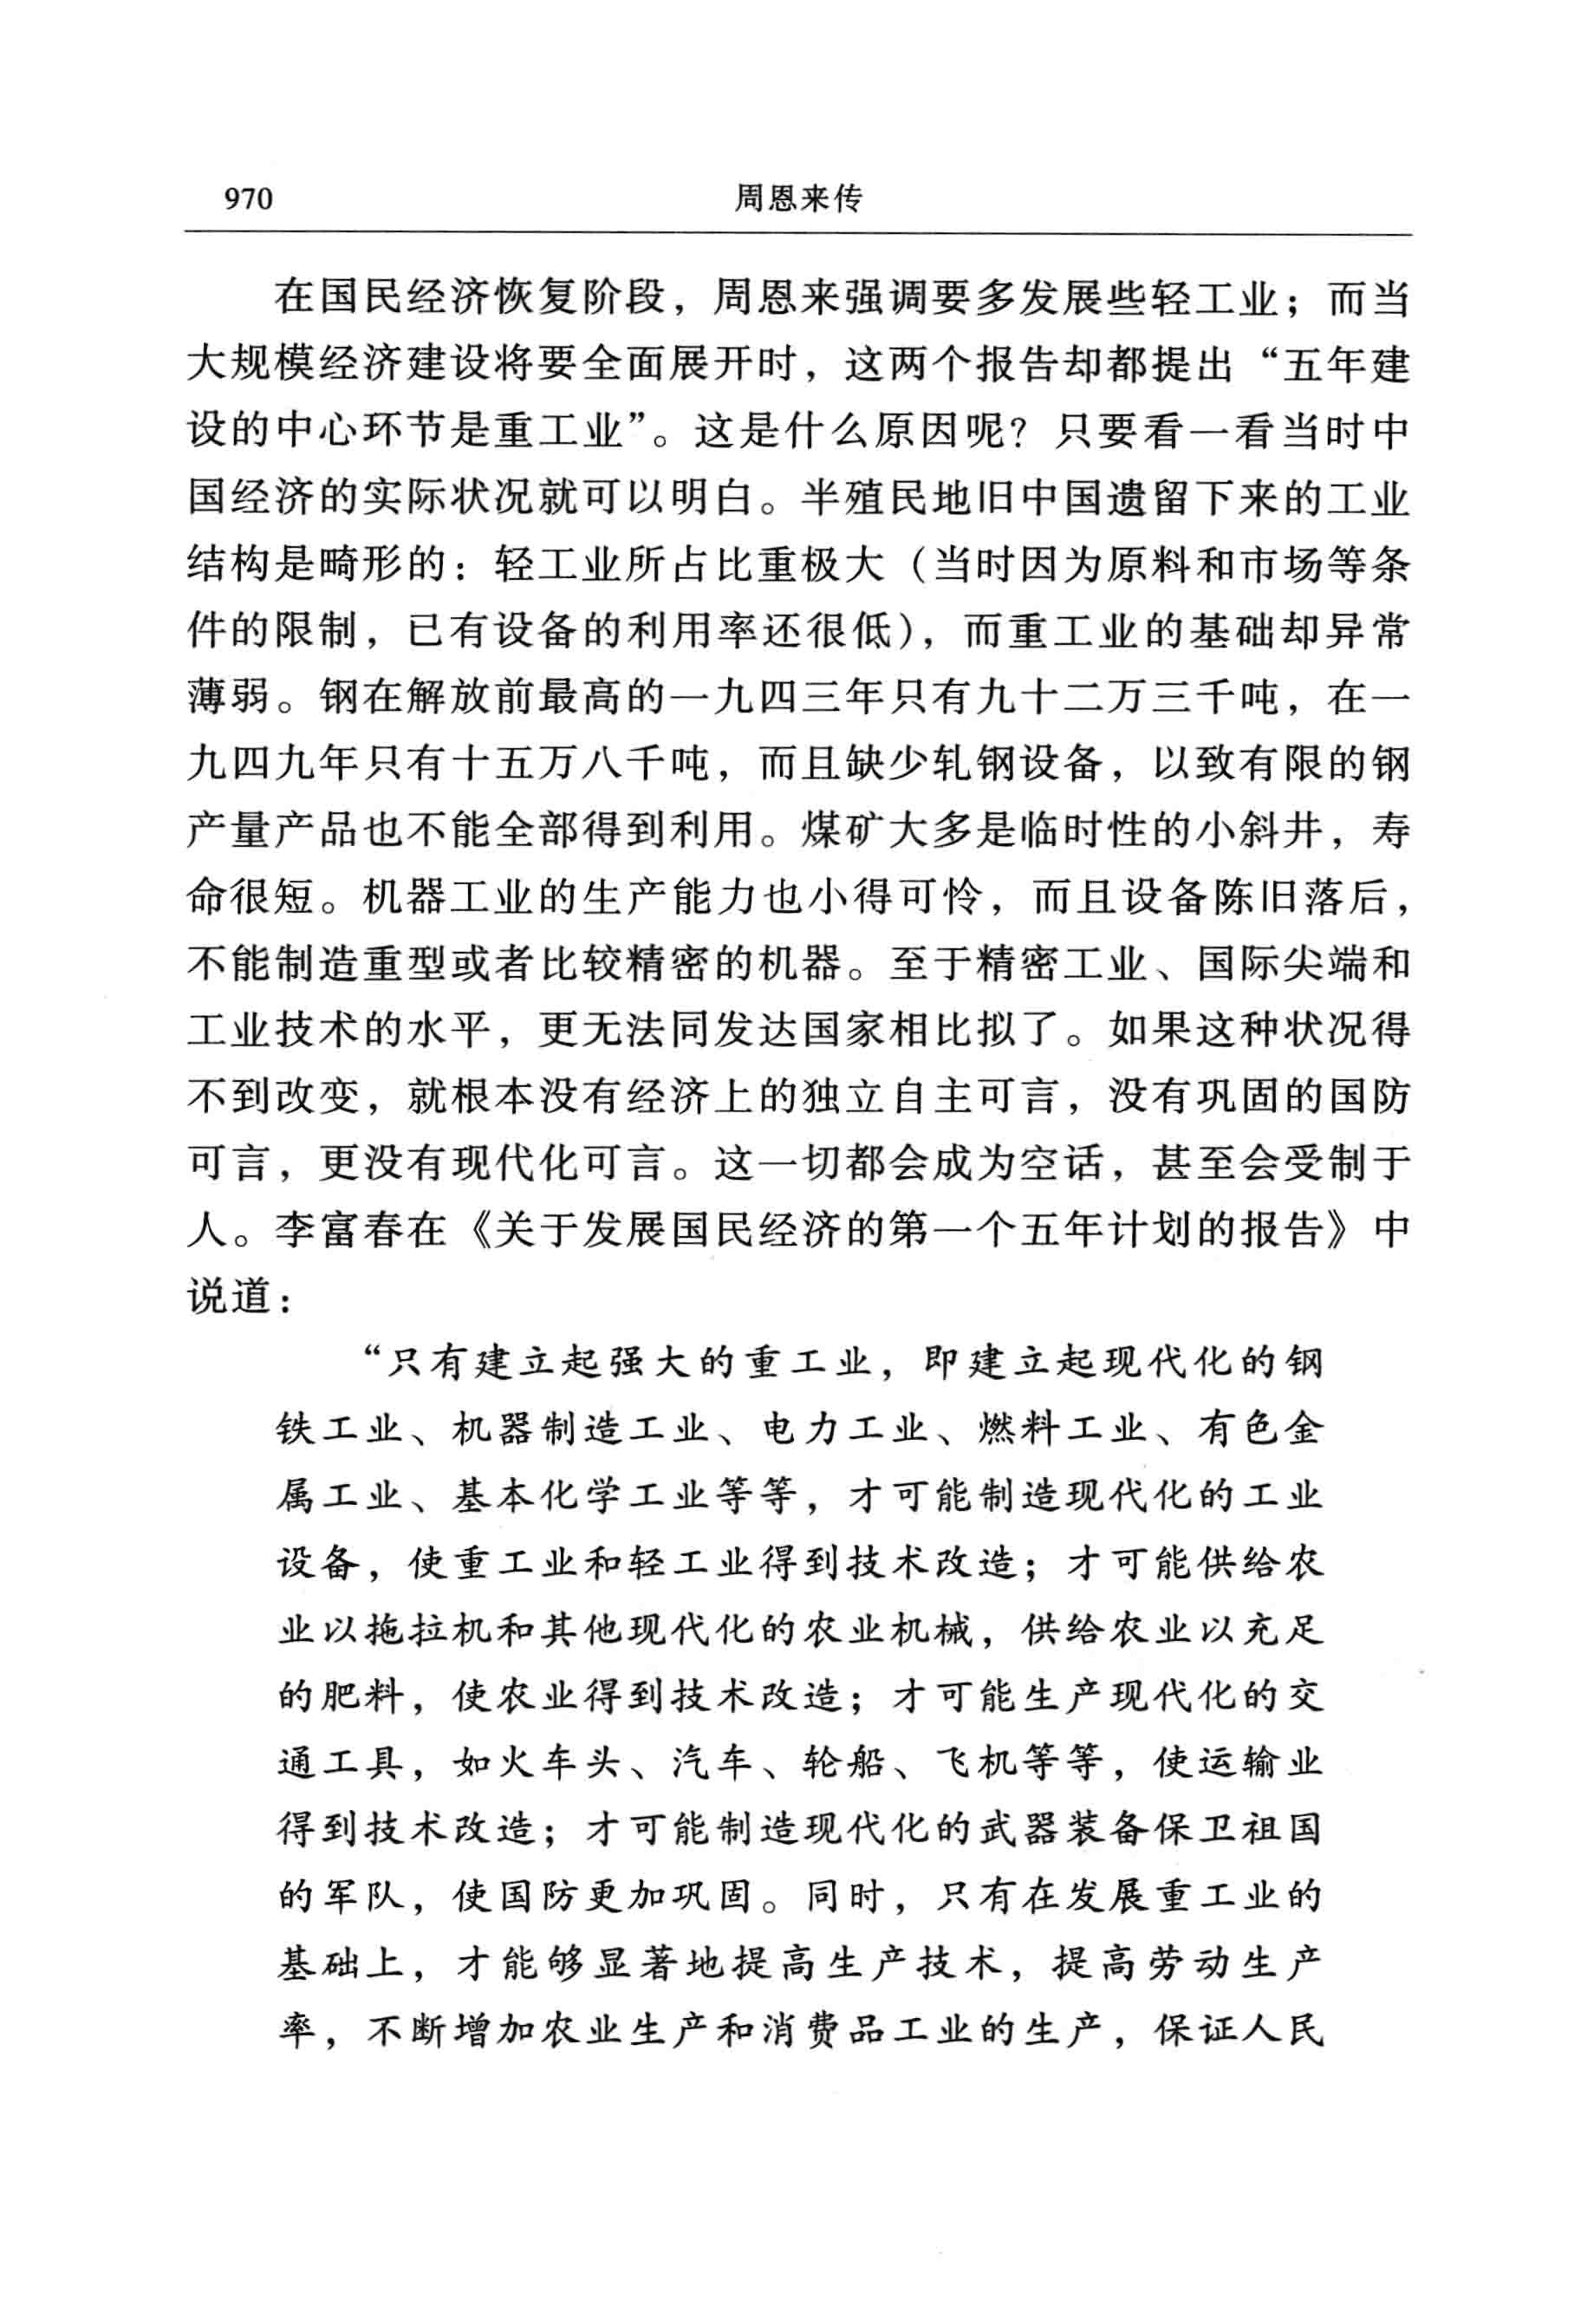 970
周恩来传
在国民经济恢复阶段，周恩来强调要多发展些轻工业；而当
大规模经济建设将要全面展开时，这两个报告却都提出“五年建
设的中心环节是重工业”。这是什么原因呢？只要看一看当时中
国经济的实际状况就可以明白。半殖民地旧中国遗留下来的工业
结构是畸形的：轻工业所占比重极大（当时因为原料和市场等条
件的限制，已有设备的利用率还很低），而重工业的基础却异常
薄弱。钢在解放前最高的一九四三年只有九十二万三千吨，在一
九四九年只有十五万八千吨，而且缺少轧钢设备，以致有限的钢
产量产品也不能全部得到利用。煤矿大多是临时性的小斜井，寿
命很短。机器工业的生产能力也小得可怜，而且设备陈旧落后，
不能制造重型或者比较精密的机器。至于精密工业、国际尖端和
工业技术的水平，更无法同发达国家相比拟了。如果这种状况得
不到改变，就根本没有经济上的独立自主可言，没有巩固的国防
可言，更没有现代化可言。这一切都会成为空话，甚至会受制于
人。李富春在《关于发展国民经济的第一个五年计划的报告》中
说道：
“只有建立起强大的重工业，即建立起现代化的钢
铁工业、机器制造工业、电力工业、燃料工业、有色金
属工业、基本化学工业等等，才可能制造现代化的工业
设备，使重工业和轻工业得到技术改造；才可能供给农
业以拖拉机和其他现代化的农业机械，供给农业以充足
的肥料，使农业得到技术改造；才可能生产现代化的交
通工具，如火车头、汽车、轮船、飞机等等，使运输业
得到技术改造；才可能制造现代化的武器装备保卫祖国
的军队，使国防更加巩固。同时，只有在发展重工业的
基础上，才能够显著地提高生产技术，提高劳动生产
率，不断增加农业生产和消费品工业的生产，保证人民